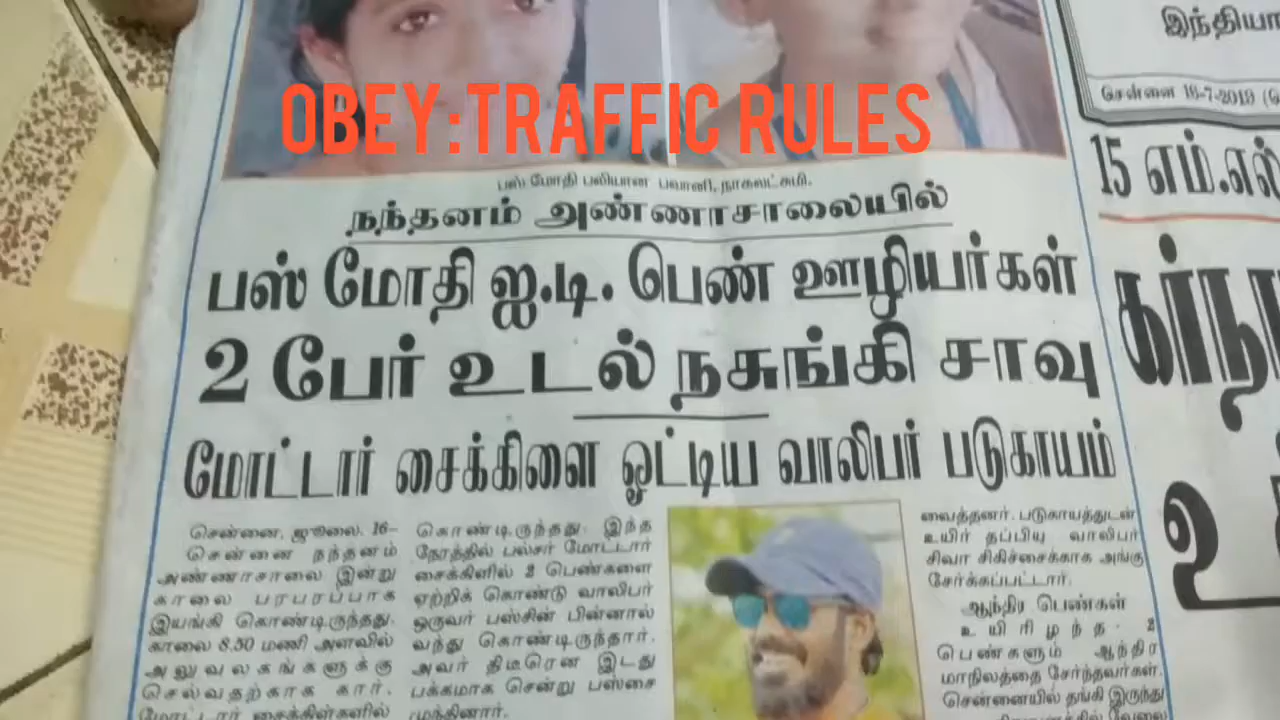 OBEY: TRAFFIC RULES
பஸ் மோதி பலியான பவானி, நாகலட்சுமி.
நந்தனம் அண்ணாசாலையில்
பஸ் மோதி ஐ.டி. பெண் ஊழியர்கள்
2 பேர் உடல் நசுங்கி சாவு
மோட்டார் சைக்கிளை ஓட்டிய வாலிபர் படுகாயம்
சென்னை, ஜூலை. 16–
சென்னை நந்தனம்
அண்ணாசாலை இன்று
காலை பரபரப்பாக
இயங்கி கொண்டிருந்தது.
காலை 8.30 மணி அளவில்
அலுவலகங்களுக்கு
செல்வதற்காக கார்,
மோட்டார் சைக்கிள்களில்
கொண்டிருந்தது. இந்த
நேரத்தில் பல்சர் மோட்டார்
சைக்கிளில் 2 பெண்களை
ஏற்றிக் கொண்டு வாலிபர்
ஒருவர் பஸ்சின் பின்னால்
வந்து கொண்டிருந்தார்.
அவர் திடீரென இடது
பக்கமாக சென்று பஸ்சை
முந்தினார்.
வைத்தனர். படுகாயத்துடன்
உயிர் தப்பிய வாலிபர்
சிவா சிகிச்சைக்காக அங்கு
சேர்க்கப்பட்டார்.
ஆந்திர பெண்கள்
உயிரிழந்த 2
பெண்களும் ஆந்திர
மாநிலத்தை சேர்ந்தவர்கள்.
சென்னையில் தங்கி இருந்து
வேலை
இந்தியா
சென்னை 16-7-2019
15 எம்.எல்
கர்நா
உ